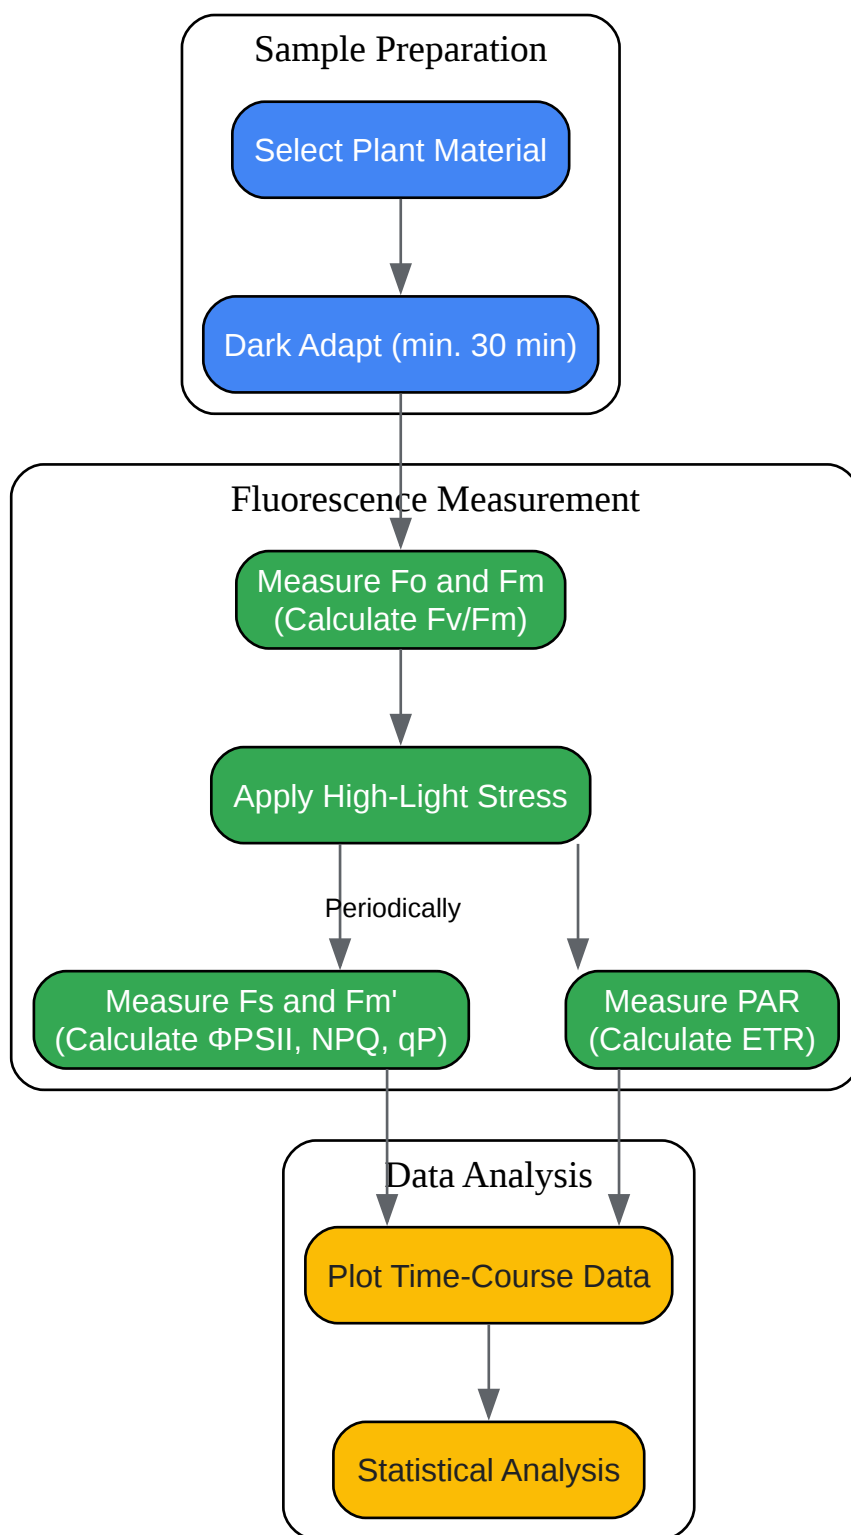 Sample Preparation
Select Plant Material
Dark Adapt (min. 30 min)
Fluorescence Measurement
Measure Fo and Fm
(Calculate Fv/Fm)
Apply High-Light Stress
Periodically
Measure Fs and Fm'
(Calculate ΦPSII, NPQ, qP)
Measure PAR
(Calculate ETR)
Data Analysis
Plot Time-Course Data
Statistical Analysis